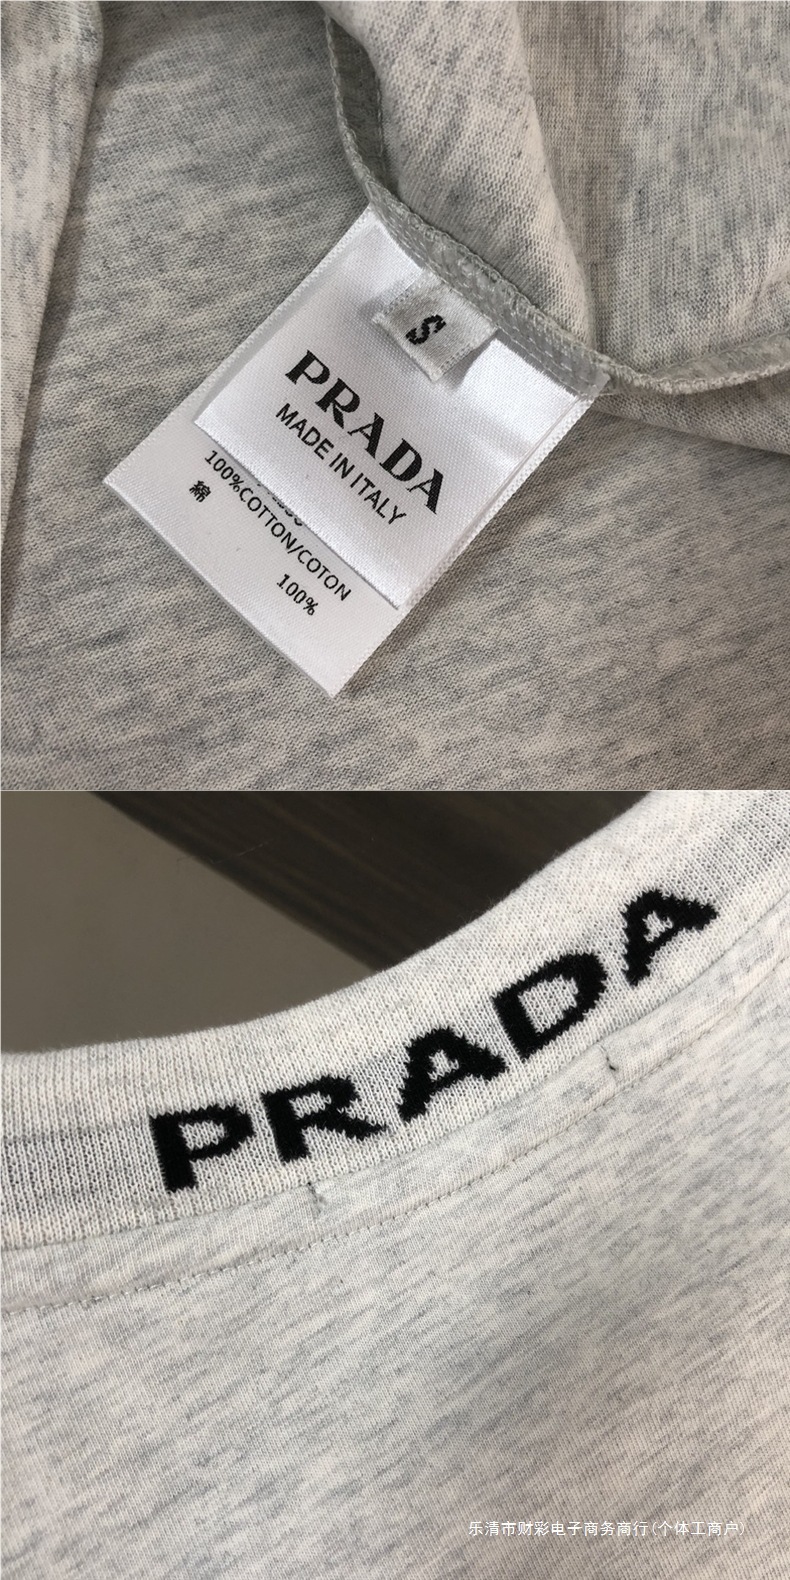 S
PRADA
MADE IN ITALY
100%COTTON/COTON
綿 100%
PRADA
乐清市财彩电子商务商行(个体工商户)